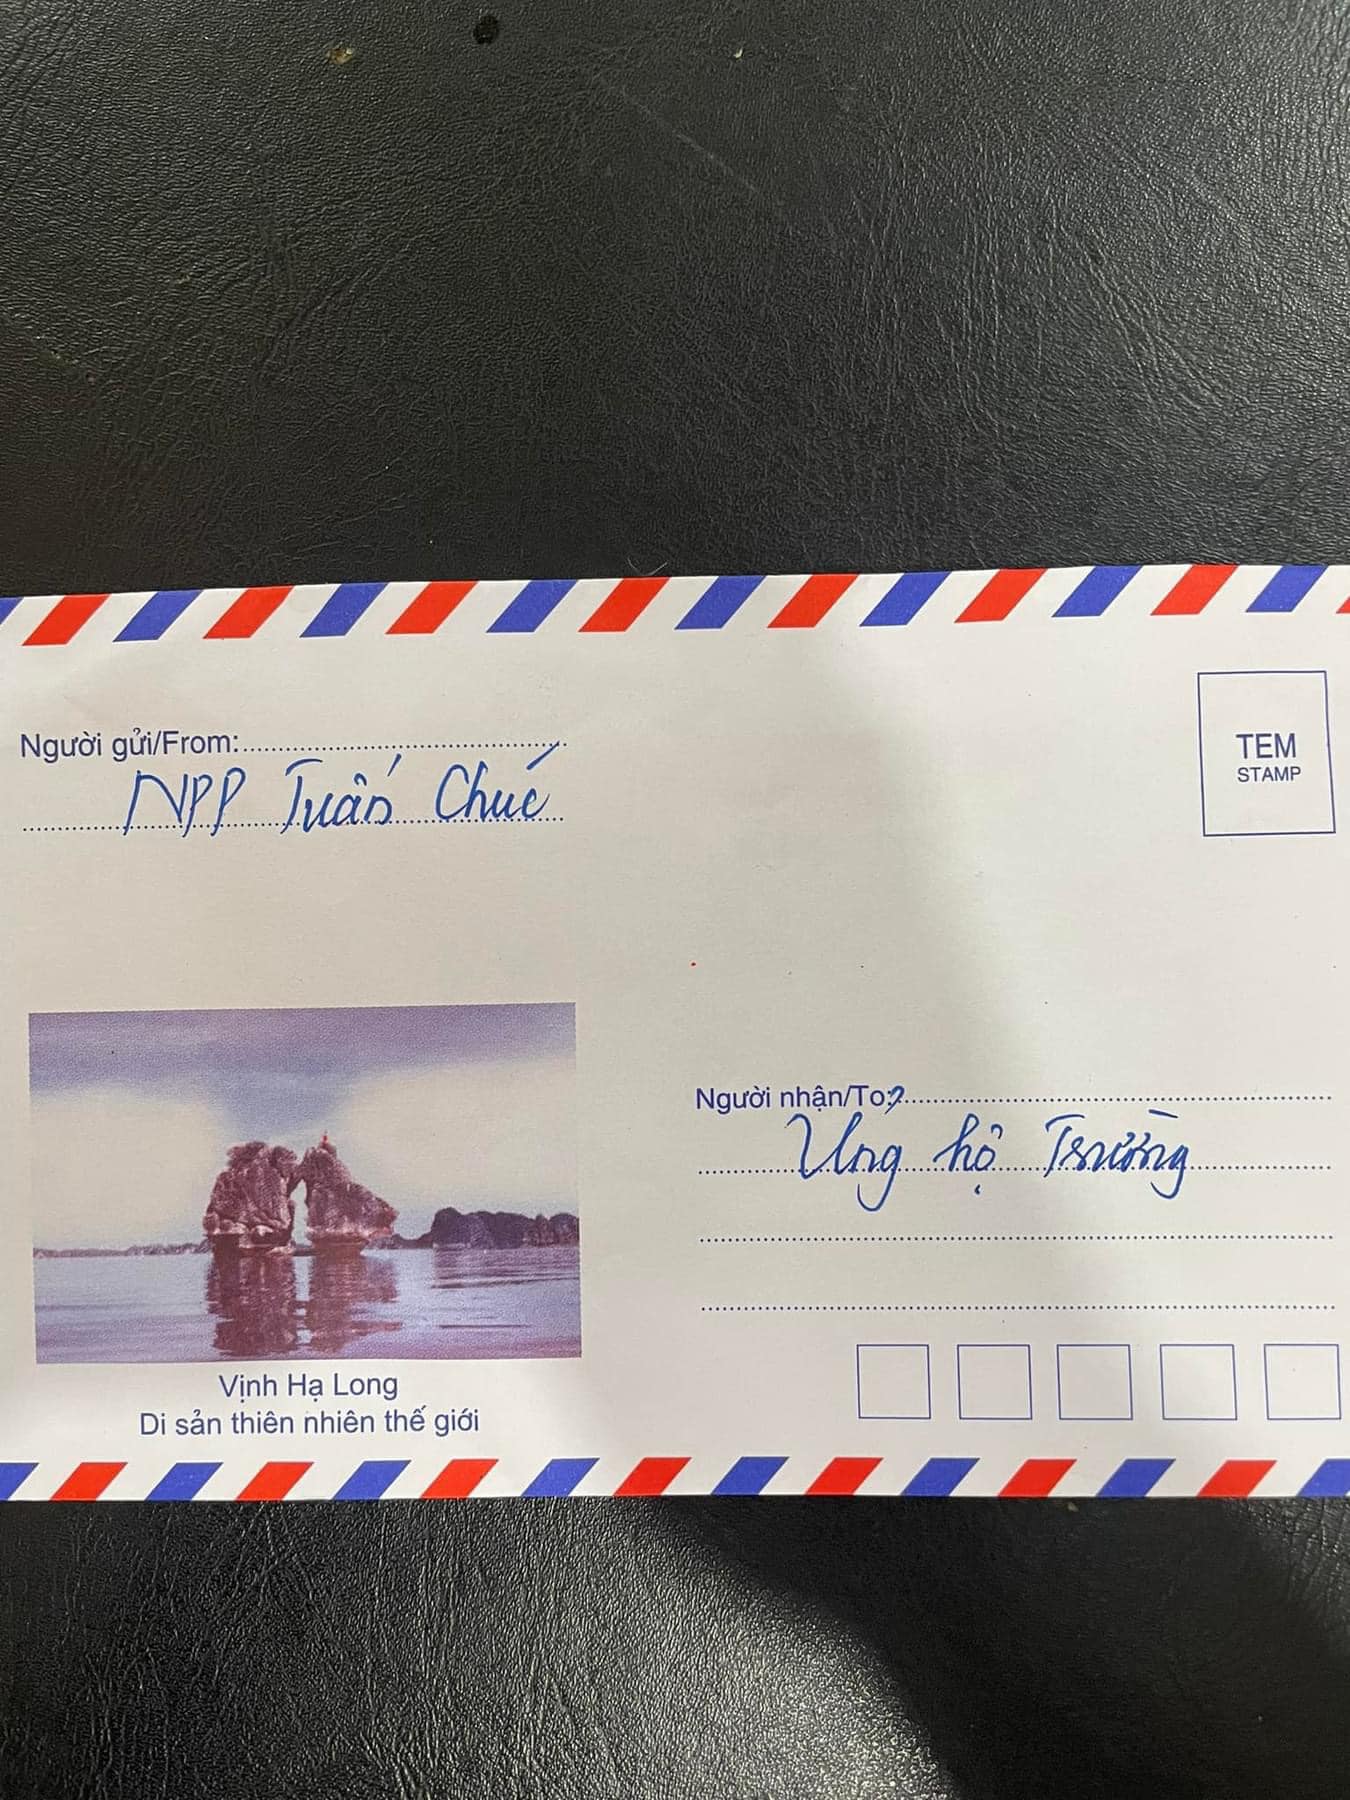 Người gửi/From:
NPP Tuấn Chúc
TEM
STAMP
Người nhận/To:
Ủng hộ Trường
Vịnh Hạ Long
Di sản thiên nhiên thế giới